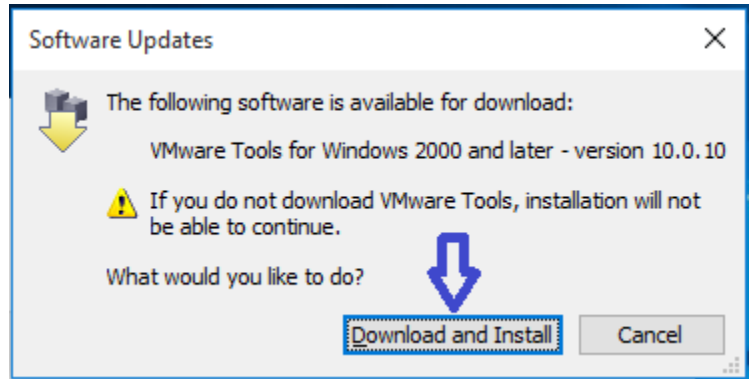 Software Updates
The following software is available for download:
VMware Tools for Windows 2000 and later - version 10.0.10
If you do not download VMware Tools, installation will not
be able to continue.
What would you like to do?
Download and Install
Cancel